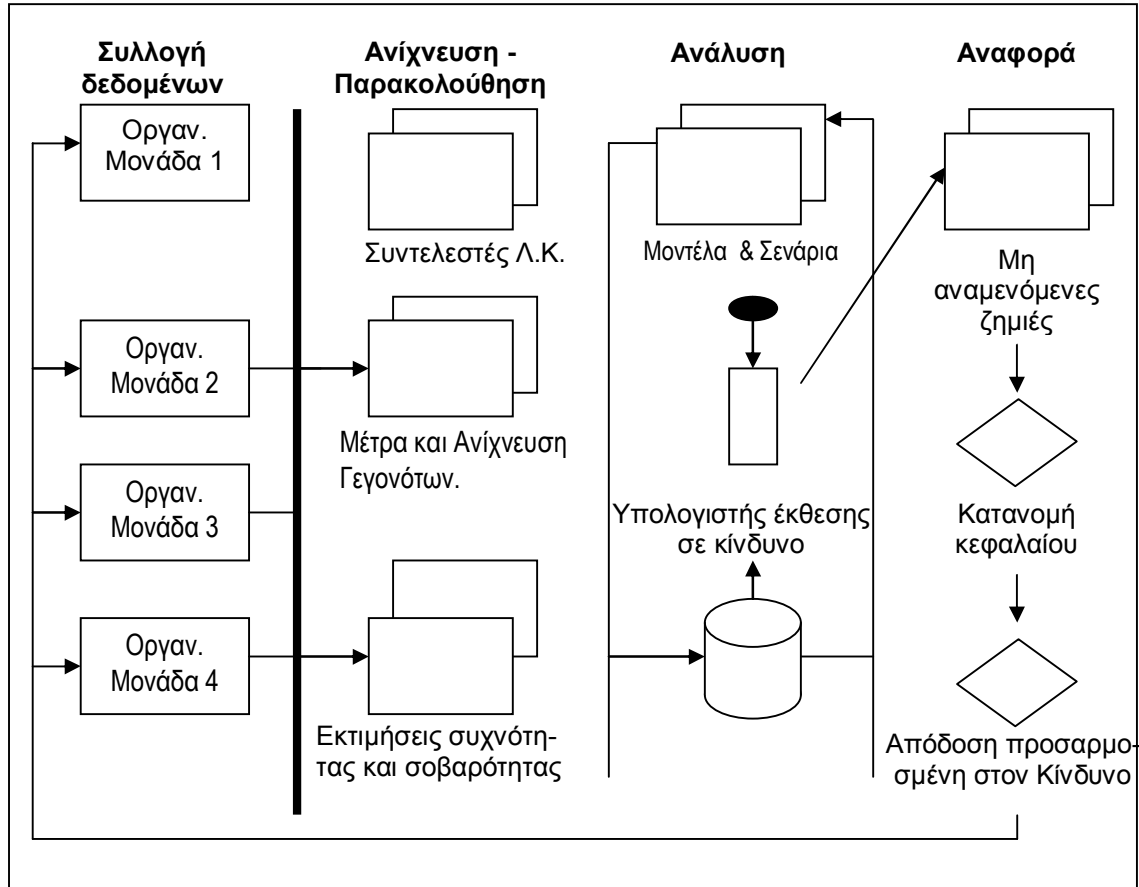 Συλλογή
δεδομένων
Ανίχνευση -
Παρακολούθηση
Ανάλυση
Αναφορά
Οργαν.
Μονάδα 1
Οργαν.
Μονάδα 2
Οργαν.
Μονάδα 3
Οργαν.
Μονάδα 4
Συντελεστές Λ.Κ.
Μέτρα και Ανίχνευση
Γεγονότων.
Εκτιμήσεις συχνότη-
τας και σοβαρότητας
Μοντέλα & Σενάρια
Υπολογιστής έκθεσης
σε κίνδυνο
Μη
αναμενόμενες
ζημιές
Κατανομή
κεφαλαίου
Απόδοση προσαρμο-
σμένη στον Κίνδυνο